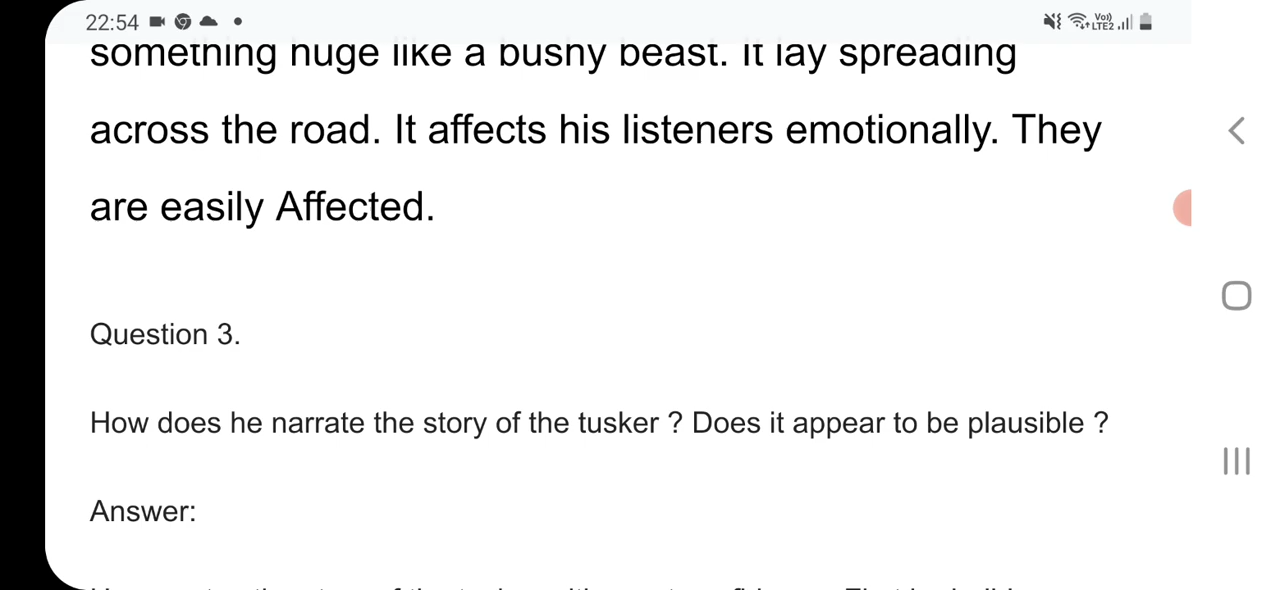 22:54
Vo))
LTE2
something huge like a bushy beast. It lay spreading
across the road. It affects his listeners emotionally. They
are easily Affected.
Question 3.
How does he narrate the story of the tusker ? Does it appear to be plausible ?
Answer: